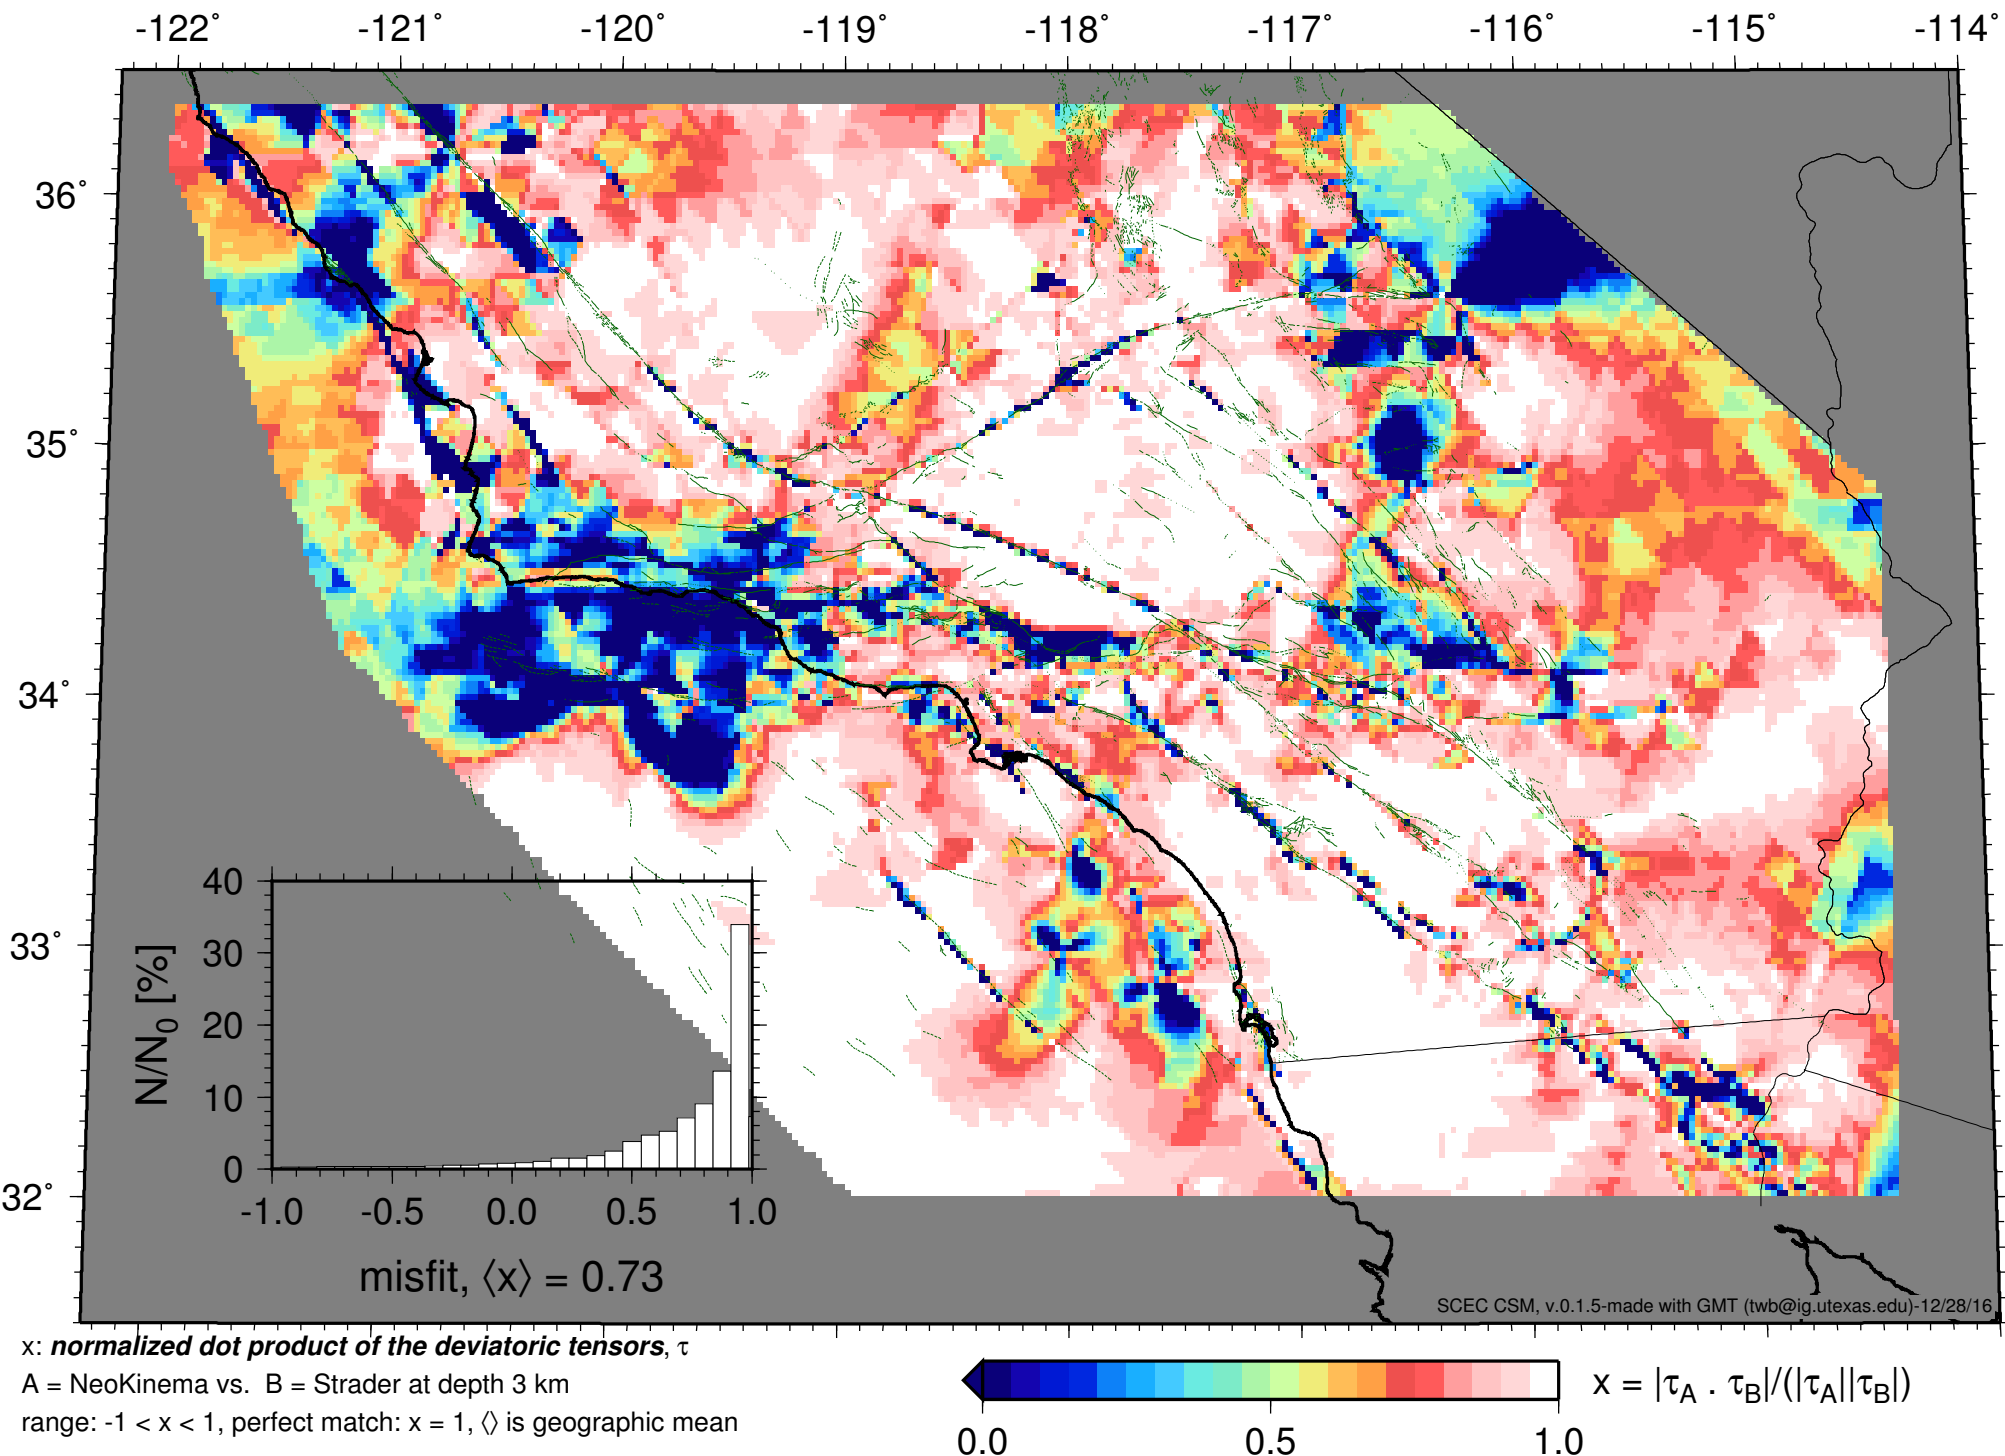 -122° -121° -120° -119° -118° -117° -116° -115° -114°
36°
35°
34°
33°
32°
40
30
20
10
0
N/N0 [%]
-1.0 -0.5 0.0 0.5 1.0
misfit, ⟨x⟩ = 0.73
SCEC CSM, v.0.1.5-made with GMT (twb@ig.utexas.edu)-12/28/16
x: normalized dot product of the deviatoric tensors, τ
A = NeoKinema vs. B = Strader at depth 3 km
range: -1 < x < 1, perfect match: x = 1, ⟨⟩ is geographic mean
x = |τA . τB|/(|τA||τB|)
0.0 0.5 1.0